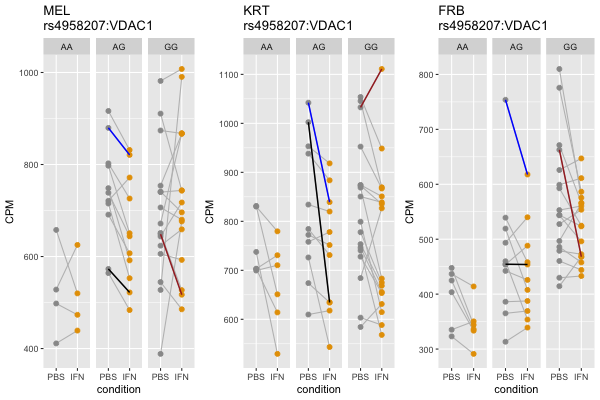 MEL
rs4958207:VDAC1
AA AG GG
1000
800
600
400
CPM
PBS IFN PBS IFN PBS IFN
condition
KRT
rs4958207:VDAC1
AA AG GG
1100
1000
900
800
700
600
CPM
PBS IFN PBS IFN PBS IFN
condition
FRB
rs4958207:VDAC1
AA AG GG
800
700
600
500
400
300
CPM
PBS IFN PBS IFN PBS IFN
condition